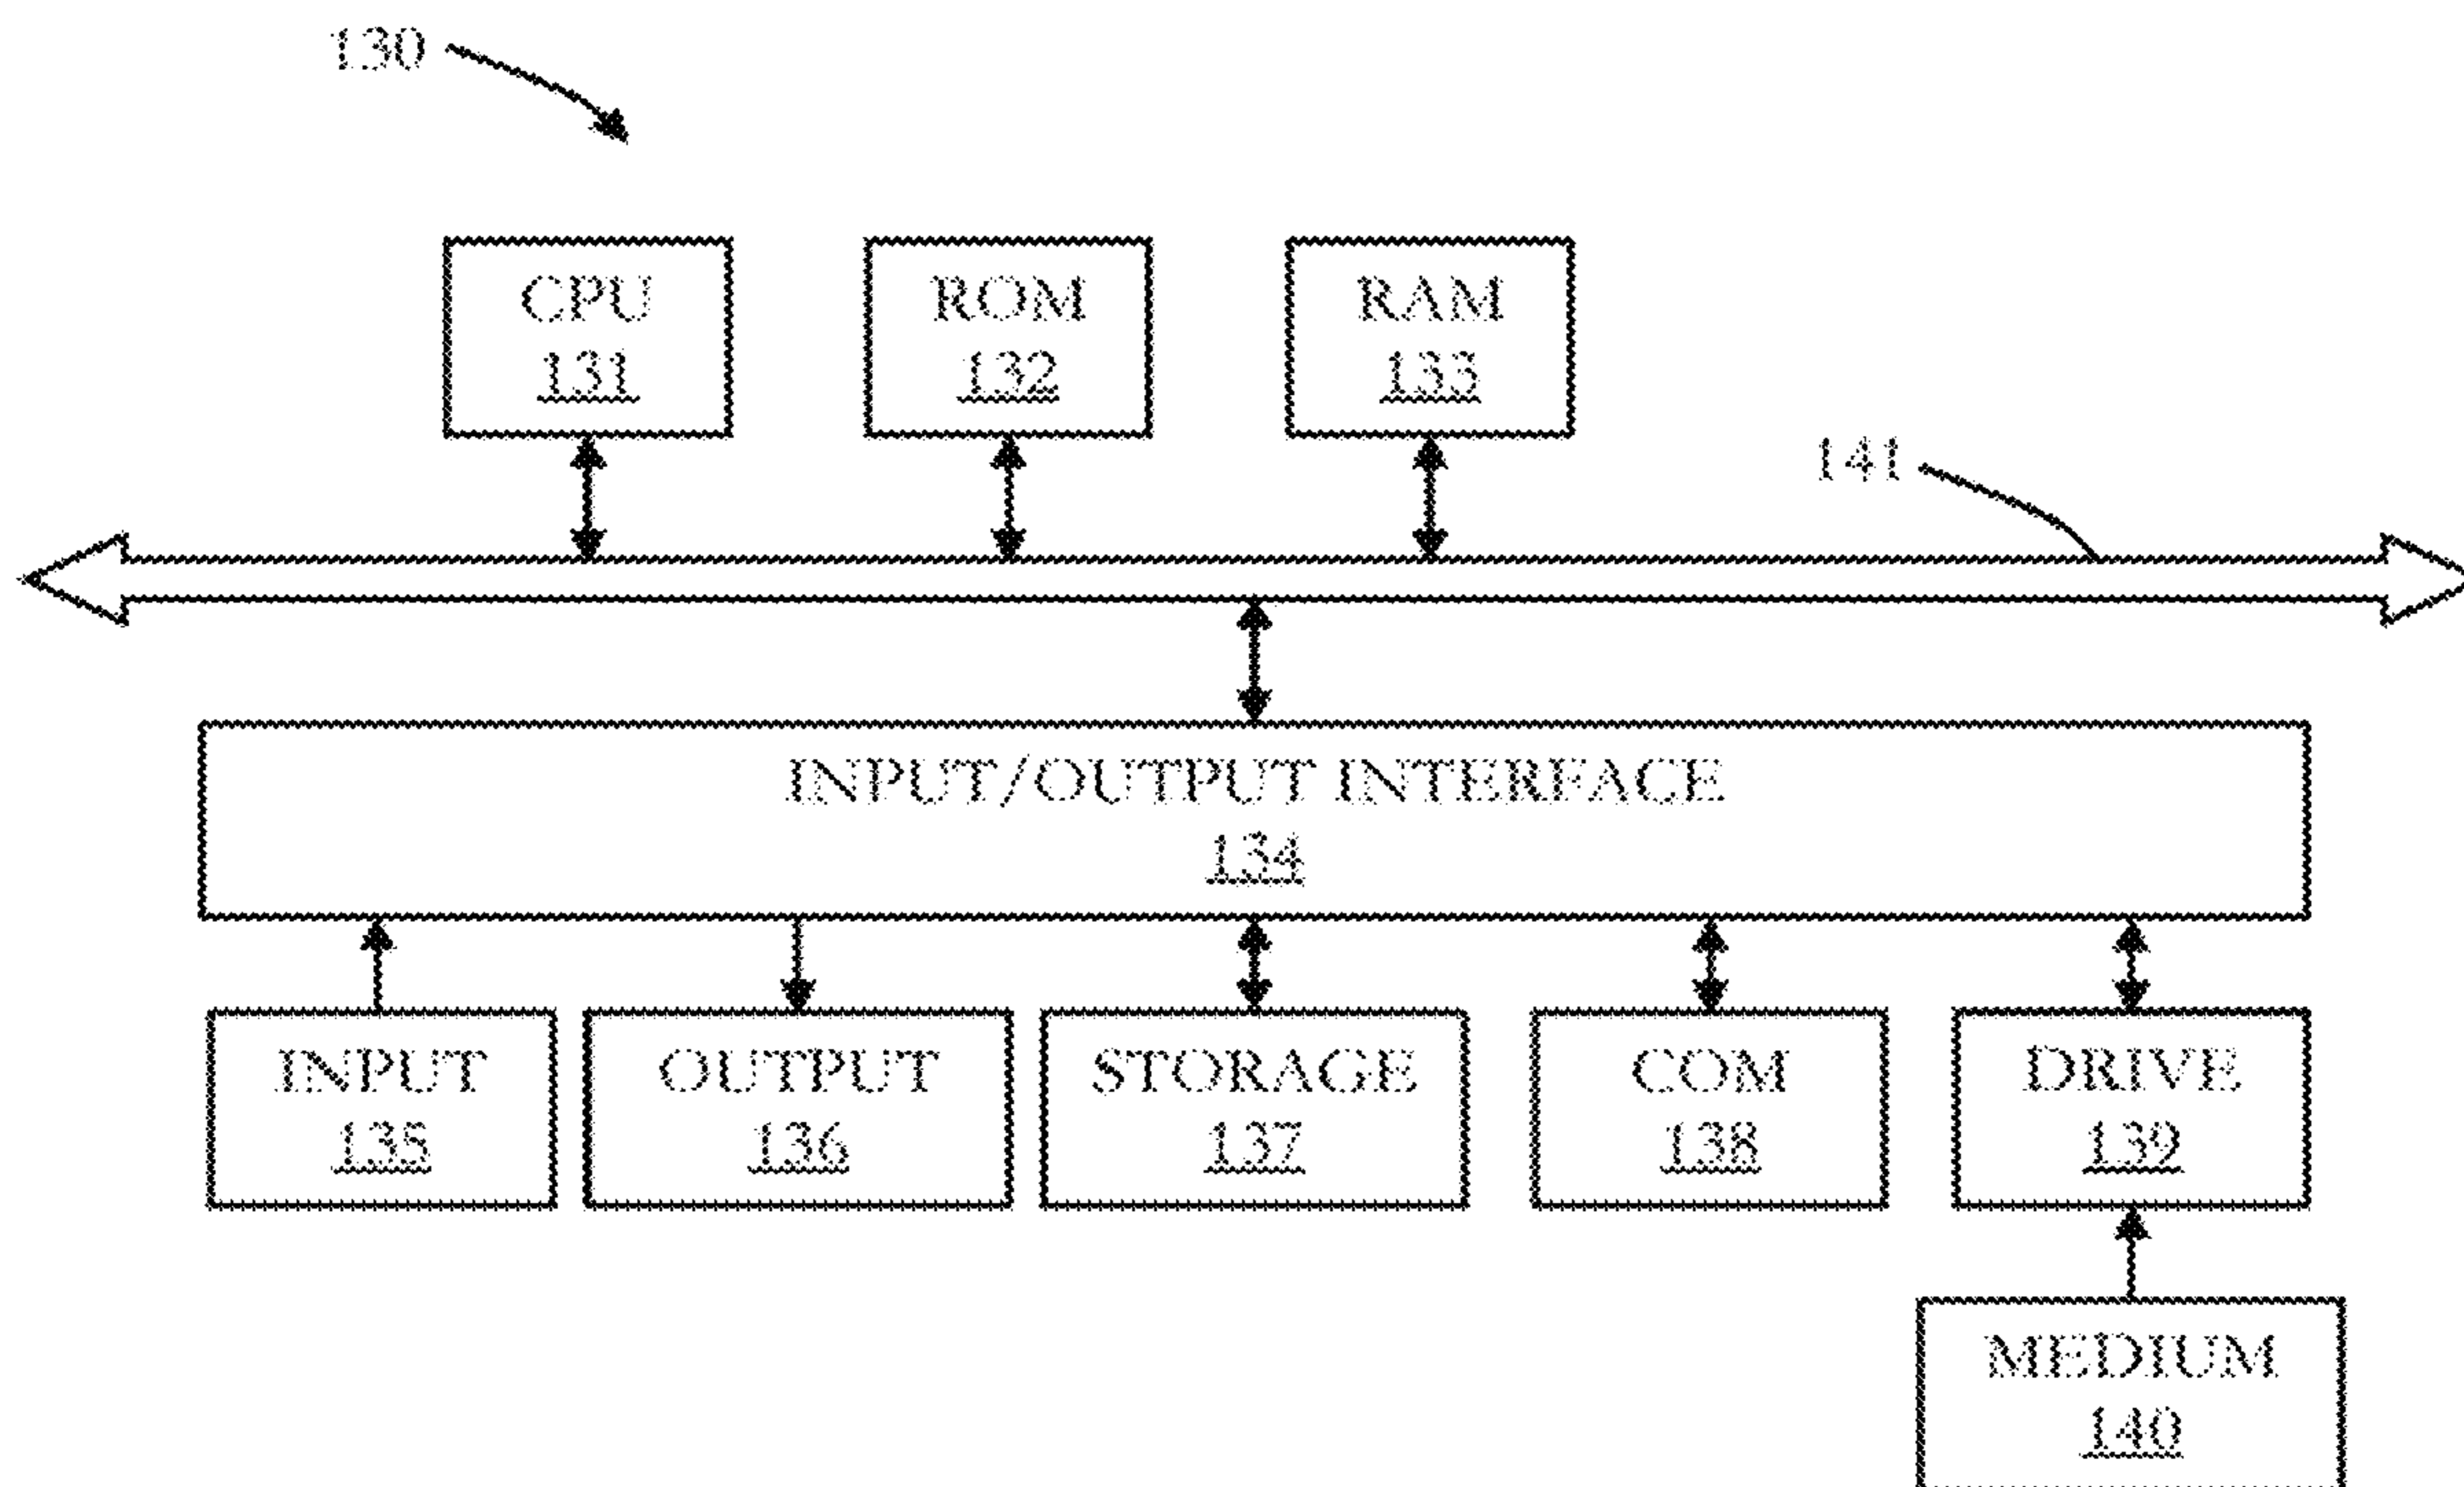 130
CPU
131
ROM
132
RAM
133
141
INPUT/OUTPUT INTERFACE
134
INPUT
135
OUTPUT
136
STORAGE
137
COM
138
DRIVE
139
MEDIUM
140